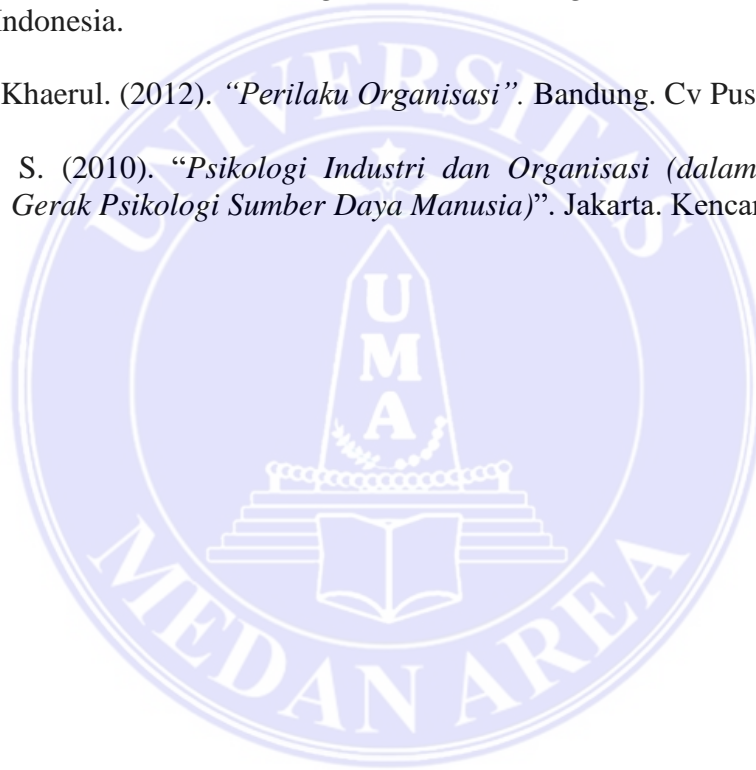 Indonesia.
Khaerul. (2012). “Perilaku Organisasi”. Bandung. Cv Pus
S. (2010). “Psikologi Industri dan Organisasi (dalam
Gerak Psikologi Sumber Daya Manusia)”. Jakarta. Kencan
UNIVERSITAS
U
M
A
MEDAN AREA